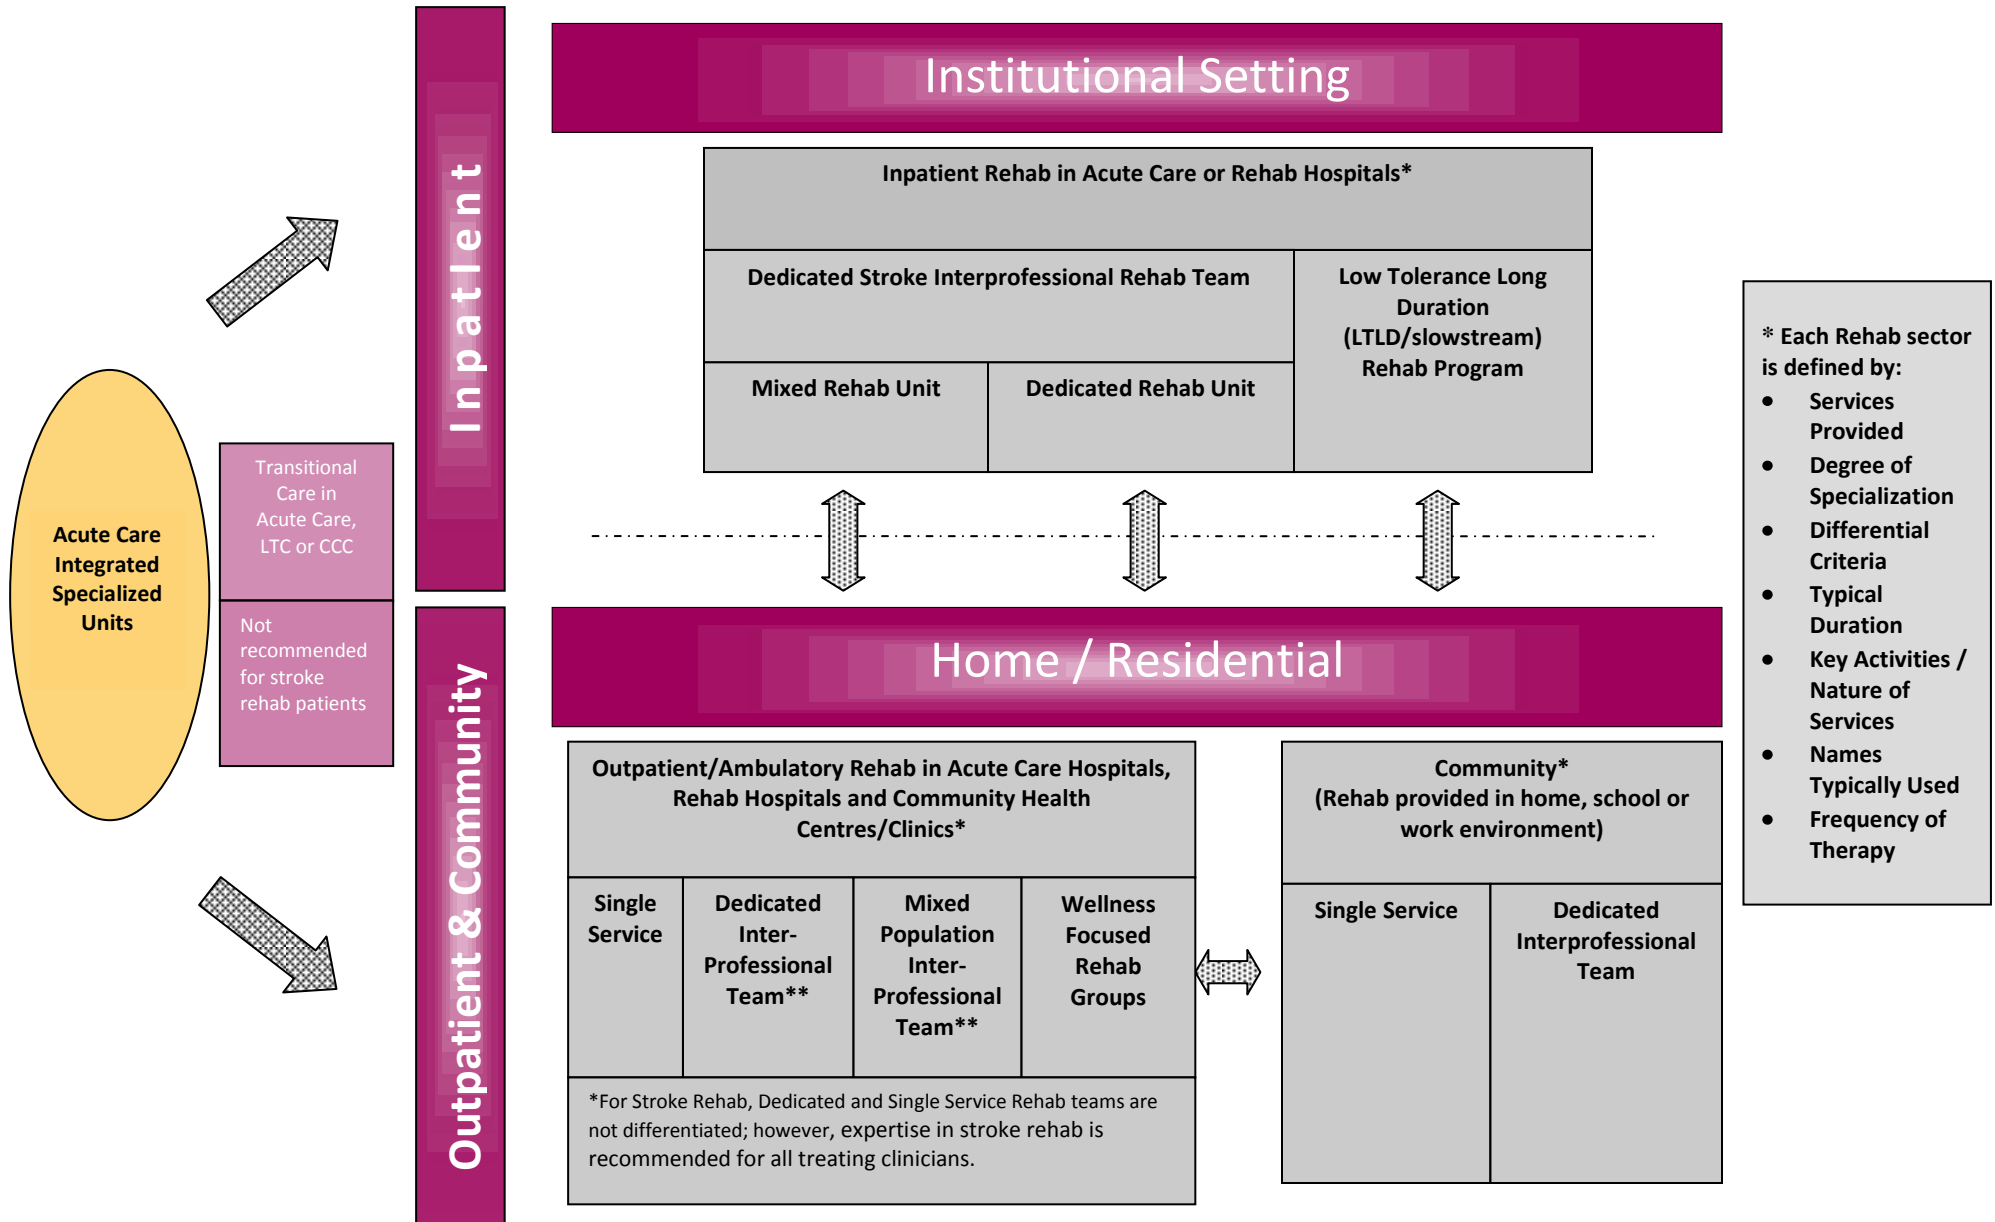 Institutional Setting
Inpatient
Inpatient Rehab in Acute Care or Rehab Hospitals*
Dedicated Stroke Interprofessional Rehab Team
Mixed Rehab Unit
Dedicated Rehab Unit
Low Tolerance Long
Duration
(LTLD/slowstream)
Rehab Program
Acute Care
Integrated
Specialized
Units
Transitional
Care in
Acute Care,
LTC or CCC
Not
recommended
for stroke
rehab patients
Outpatient & Community
Home / Residential
Outpatient/Ambulatory Rehab in Acute Care Hospitals,
Rehab Hospitals and Community Health
Centres/Clinics*
Single
Service
Dedicated
Inter-
Professional
Team**
Mixed
Population
Inter-
Professional
Team**
Wellness
Focused
Rehab
Groups
*For Stroke Rehab, Dedicated and Single Service Rehab teams are
not differentiated; however, expertise in stroke rehab is
recommended for all treating clinicians.
Community*
(Rehab provided in home, school or
work environment)
Single Service
Dedicated
Interprofessional
Team
* Each Rehab sector
is defined by:
• Services
Provided
• Degree of
Specialization
• Differential
Criteria
• Typical
Duration
• Key Activities /
Nature of
Services
• Names
Typically Used
• Frequency of
Therapy